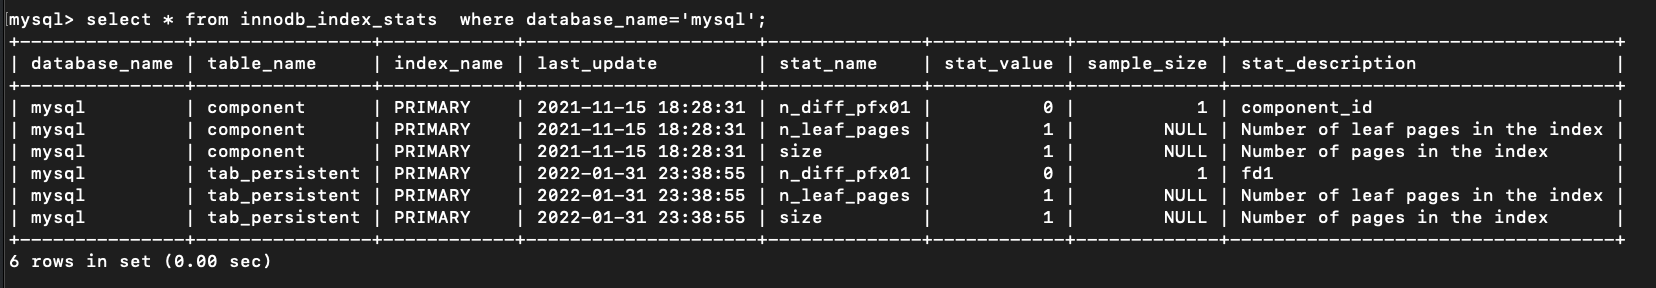 mysql> select * from innodb_index_stats  where database_name='mysql';
+---------------+----------------+------------+---------------------+--------------+------------+-------------+-----------------------------------+
| database_name | table_name     | index_name | last_update         | stat_name    | stat_value | sample_size | stat_description                  |
+---------------+----------------+------------+---------------------+--------------+------------+-------------+-----------------------------------+
| mysql         | component      | PRIMARY    | 2021-11-15 18:28:31 | n_diff_pfx01 |          0 |           1 | component_id                      |
| mysql         | component      | PRIMARY    | 2021-11-15 18:28:31 | n_leaf_pages |          1 |        NULL | Number of leaf pages in the index |
| mysql         | component      | PRIMARY    | 2021-11-15 18:28:31 | size         |          1 |        NULL | Number of pages in the index      |
| mysql         | tab_persistent | PRIMARY    | 2022-01-31 23:38:55 | n_diff_pfx01 |          0 |           1 | fd1                               |
| mysql         | tab_persistent | PRIMARY    | 2022-01-31 23:38:55 | n_leaf_pages |          1 |        NULL | Number of leaf pages in the index |
| mysql         | tab_persistent | PRIMARY    | 2022-01-31 23:38:55 | size         |          1 |        NULL | Number of pages in the index      |
+---------------+----------------+------------+---------------------+--------------+------------+-------------+-----------------------------------+
6 rows in set (0.00 sec)